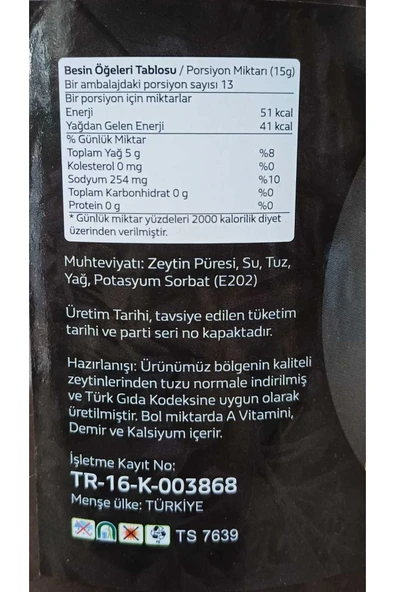 Besin Öğeleri Tablosu / Porsiyon Miktarı (15g)
Bir ambalajdaki porsiyon sayısı 13
Bir porsiyon için miktarlar
Enerji 51 kcal
Yağdan Gelen Enerji 41 kcal
% Günlük Miktar
Toplam Yağ 5 g %8
Kolesterol 0 mg %0
Sodyum 254 mg %10
Toplam Karbonhidrat 0 g %0
Protein 0 g %0
* Günlük miktar yüzdeleri 2000 kalorilik diyet
üzerinden verilmiştir.
Muhteviyatı: Zeytin Püresi, Su, Tuz,
Yağ, Potasyum Sorbat (E202)
Üretim Tarihi, tavsiye edilen tüketim
tarihi ve parti seri no kapaktadır.
Hazırlanışı: Ürünümüz bölgenin kaliteli
zeytinlerinden tuzu normale indirilmiş
ve Türk Gıda Kodeksine uygun olarak
üretilmiştir. Bol miktarda A Vitamini,
Demir ve Kalsiyum içerir.
İşletme Kayıt No:
TR-16-K-003868
Menşe ülke: TÜRKİYE
TS 7639